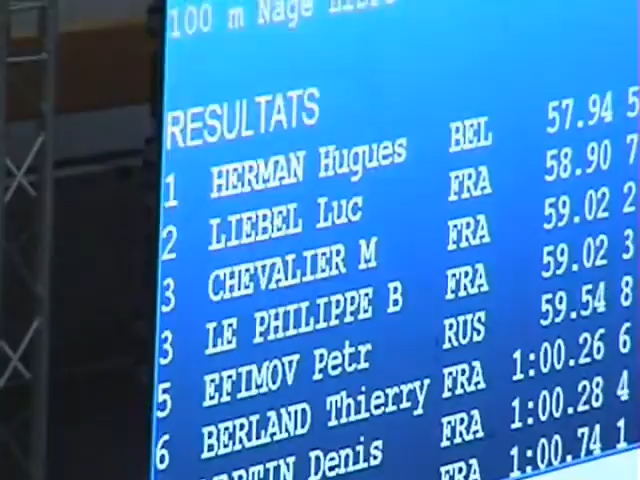 100 m Nage
RESULTATS
1 HERMAN Hugues BEL 57.94 5
2 LIEBEL Luc FRA 58.90 7
3 CHEVALIER M FRA 59.02 2
3 LE PHILIPPE B FRA 59.02 3
5 EFIMOV Petr RUS 59.54 8
6 BERLAND Thierry FRA 1:00.26 6
Denis FRA 1:00.28 4
FRA 1:00.74 1